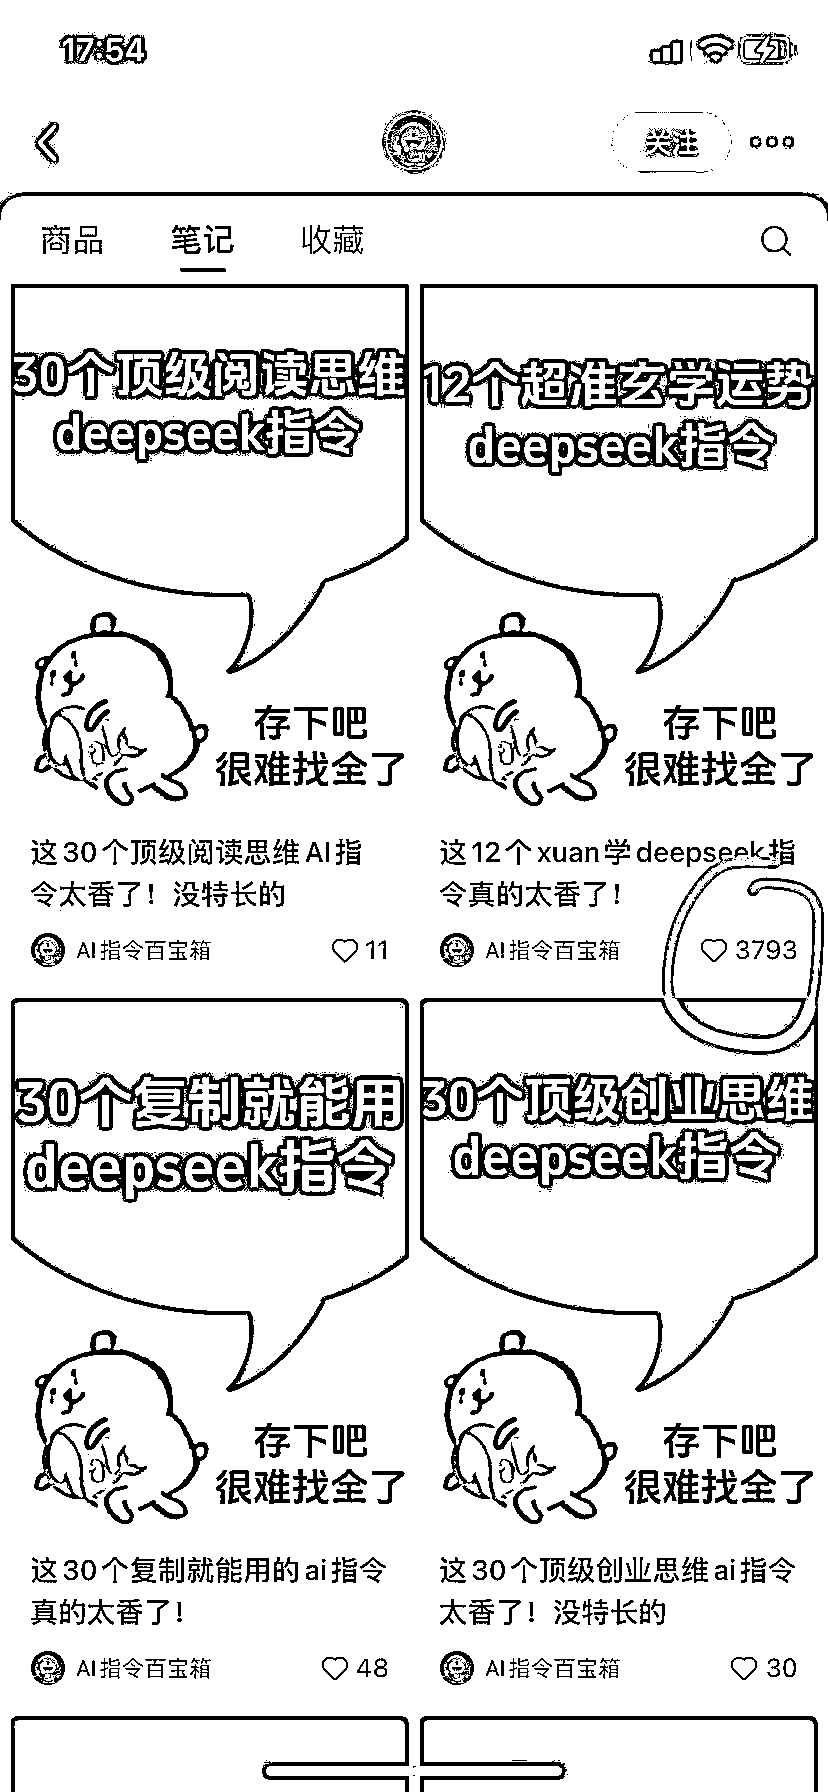 17:54
关注
商品 笔记 收藏
30个顶级阅读思维
deepseek指令
存下吧
很难找全了
这30个顶级阅读思维AI指
令太香了！没特长的
AI指令百宝箱 11
12个超准玄学运势
deepseek指令
存下吧
很难找全了
这12个xuan学deepseek指
令真的太香了！
AI指令百宝箱 3793
30个复制就能用
deepseek指令
存下吧
很难找全了
这30个复制就能用的ai指令
真的太香了！
AI指令百宝箱 48
30个顶级创业思维
deepseek指令
存下吧
很难找全了
这30个顶级创业思维ai指令
太香了！没特长的
AI指令百宝箱 30